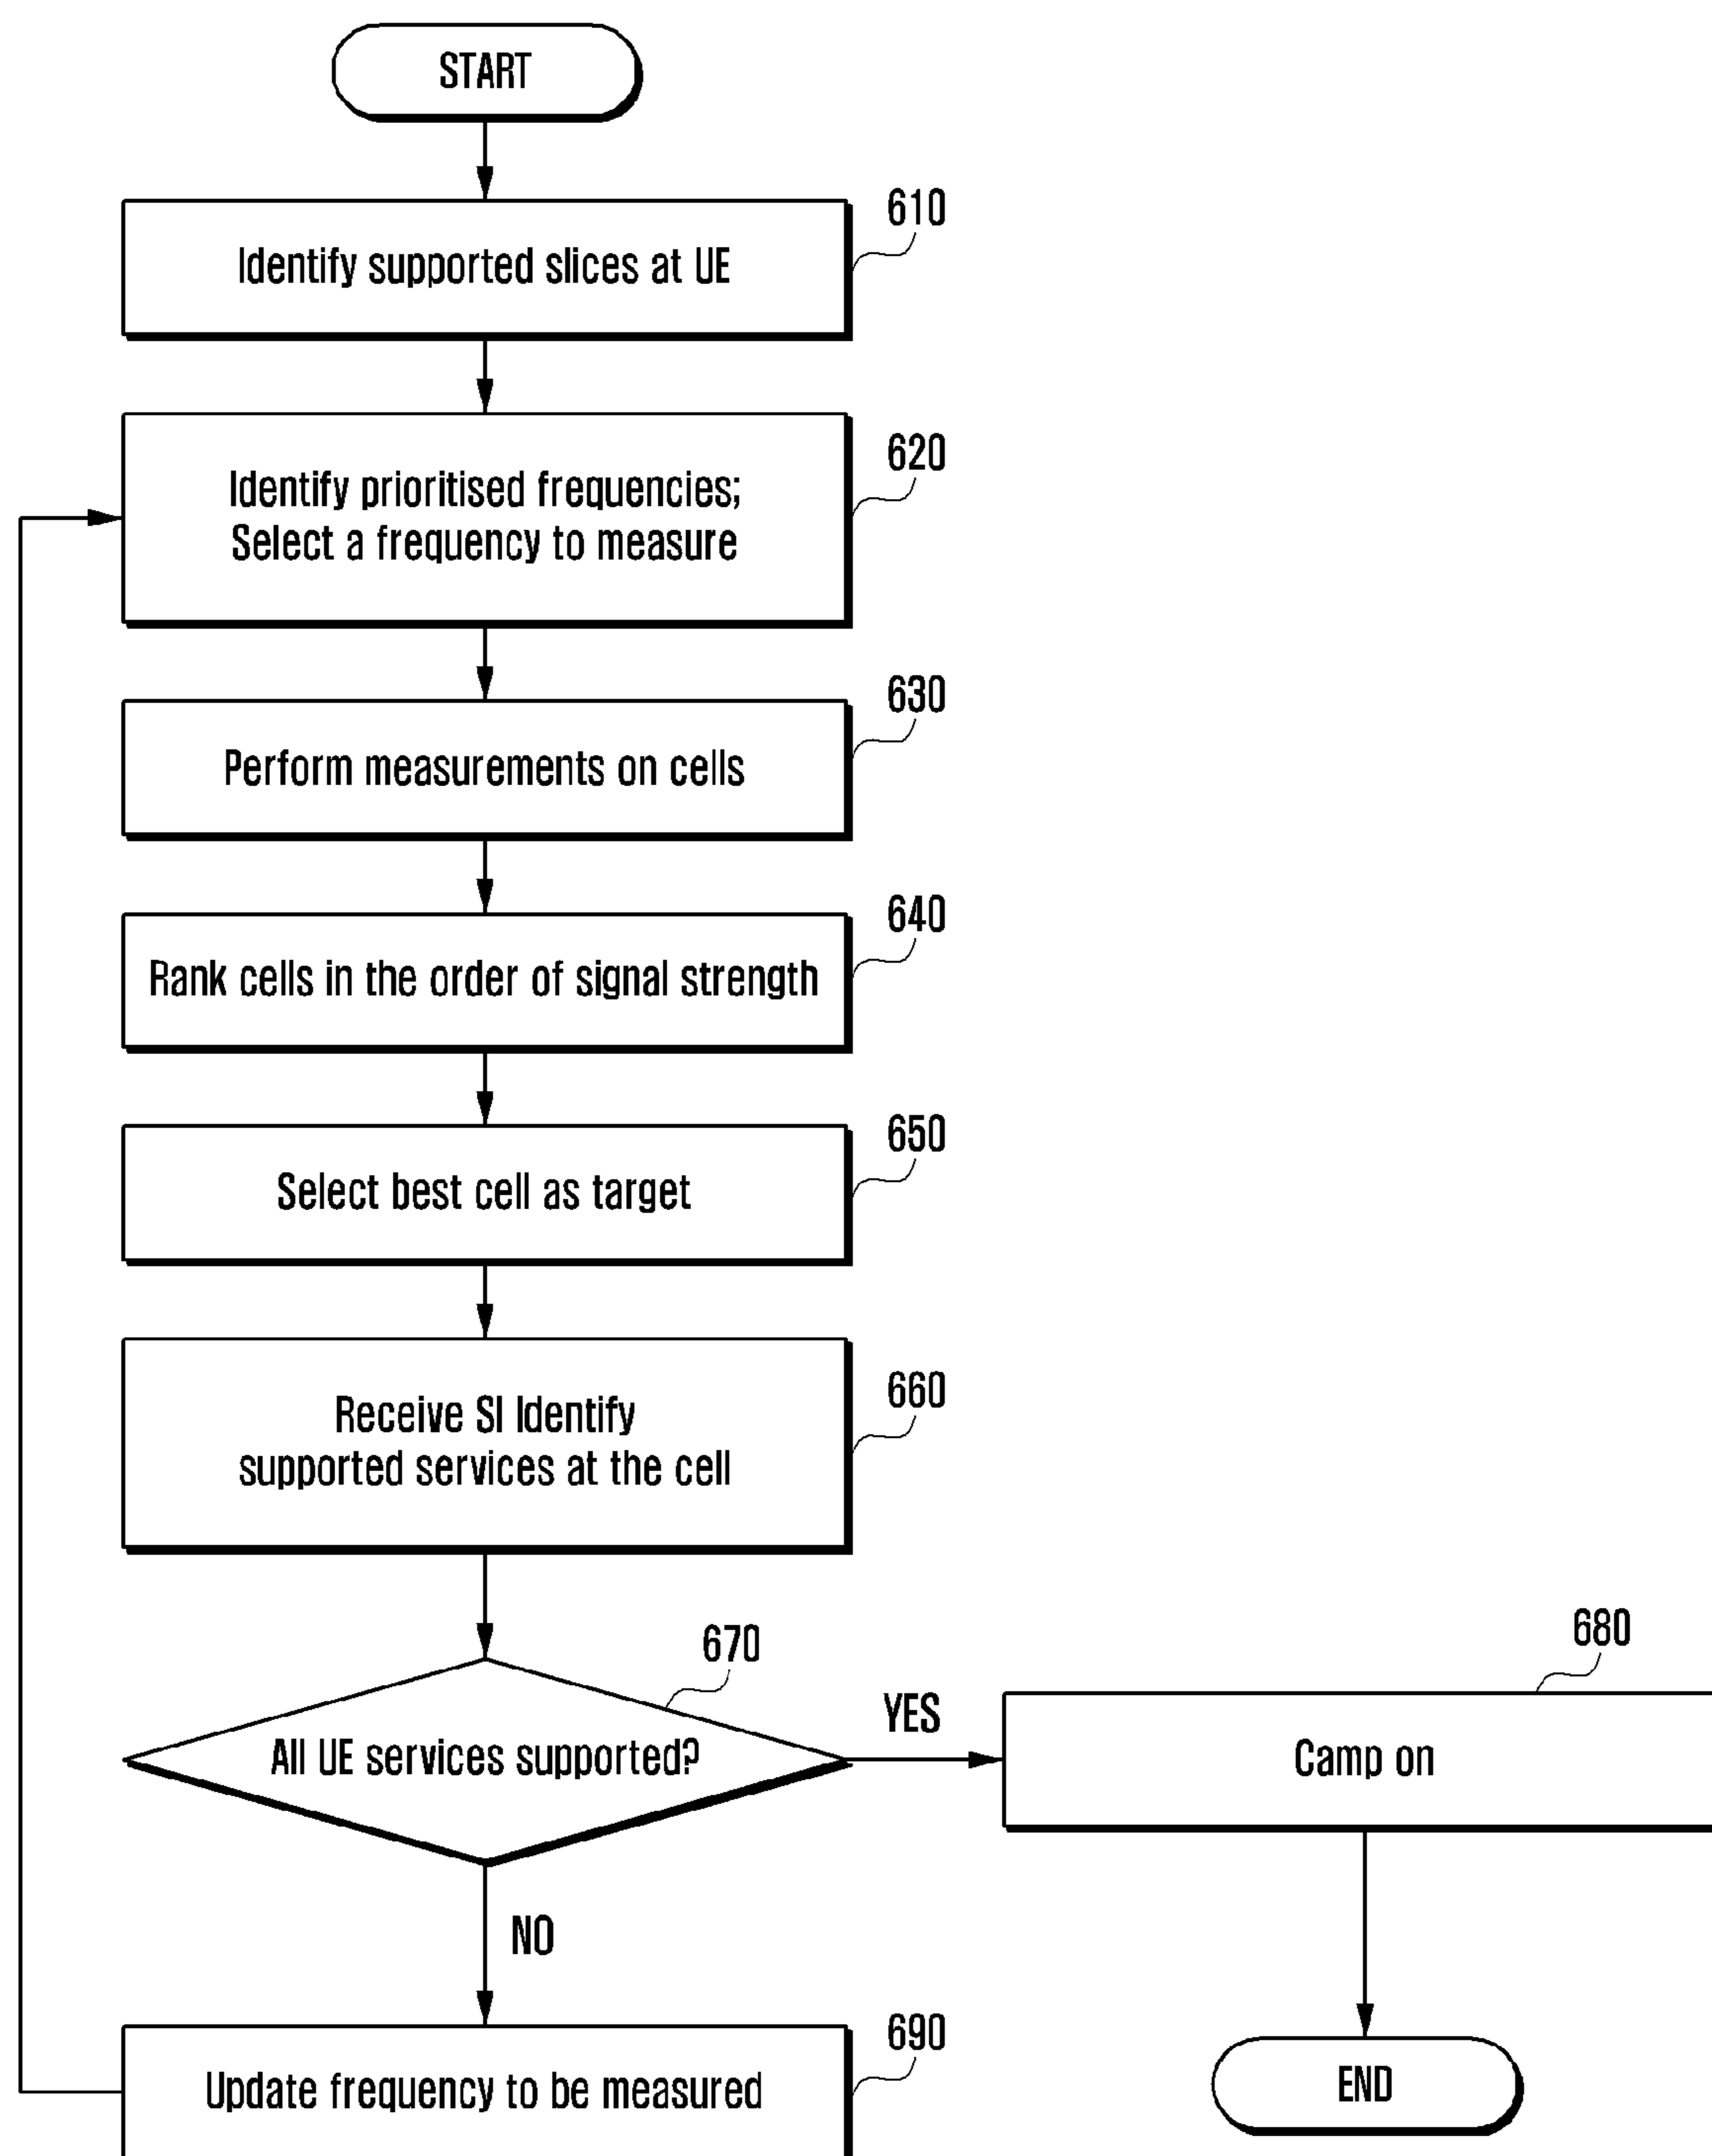 START
610
Identify supported slices at UE
620
Identify prioritised frequencies;
Select a frequency to measure
630
Perform measurements on cells
640
Rank cells in the order of signal strength
650
Select best cell as target
660
Receive SI Identify
supported services at the cell
670
All UE services supported?
YES
680
Camp on
NO
690
Update frequency to be measured
END